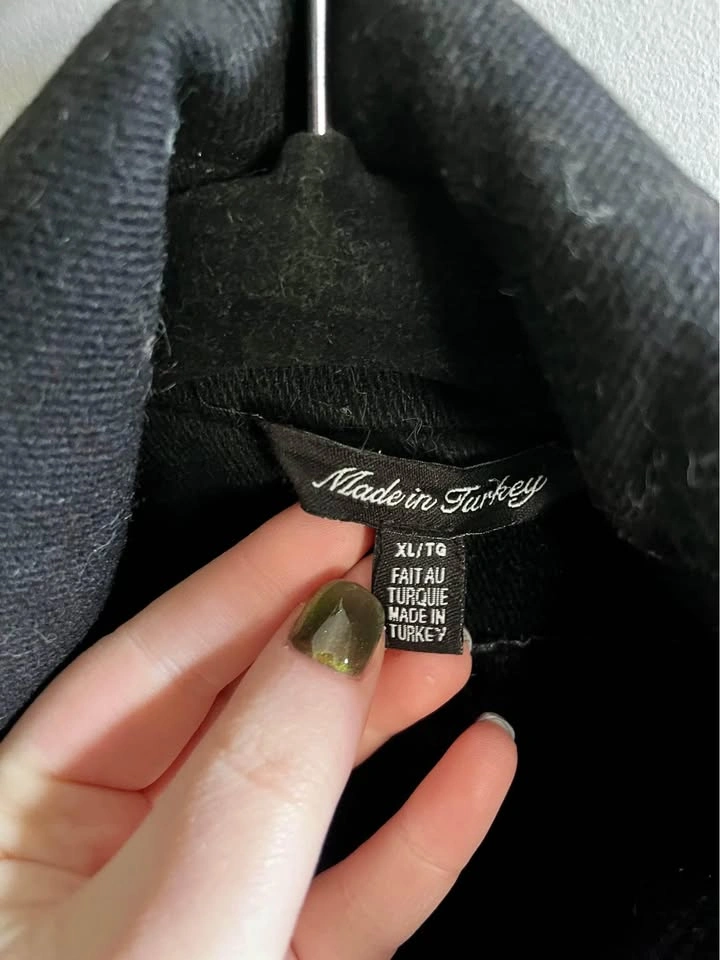 Made in Turkey
XL/TG
FAIT AU
TURQUIE
MADE IN
TURKEY